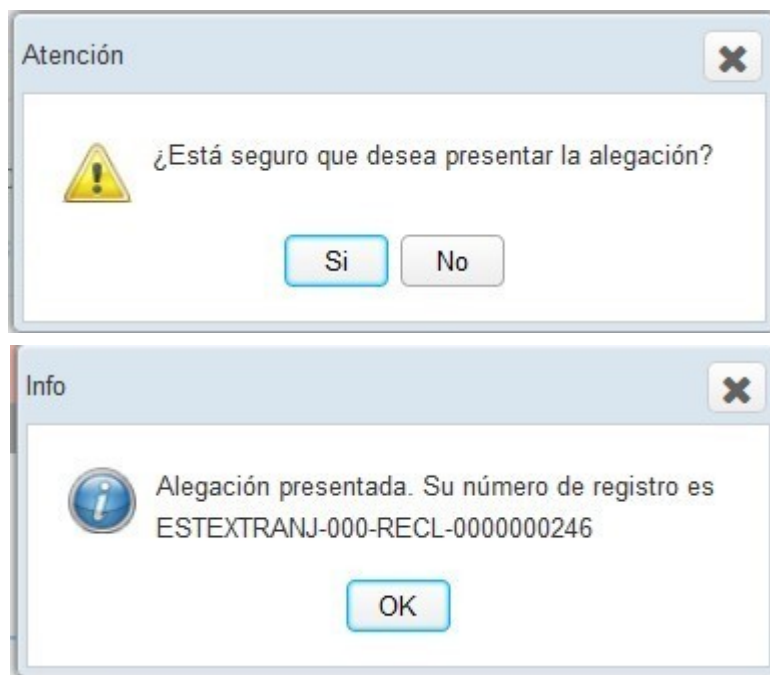 Atención
¿Está seguro que desea presentar la alegación?
Si
No
Info
Alegación presentada. Su número de registro es
ESTEXTRANJ-000-RECL-0000000246
OK